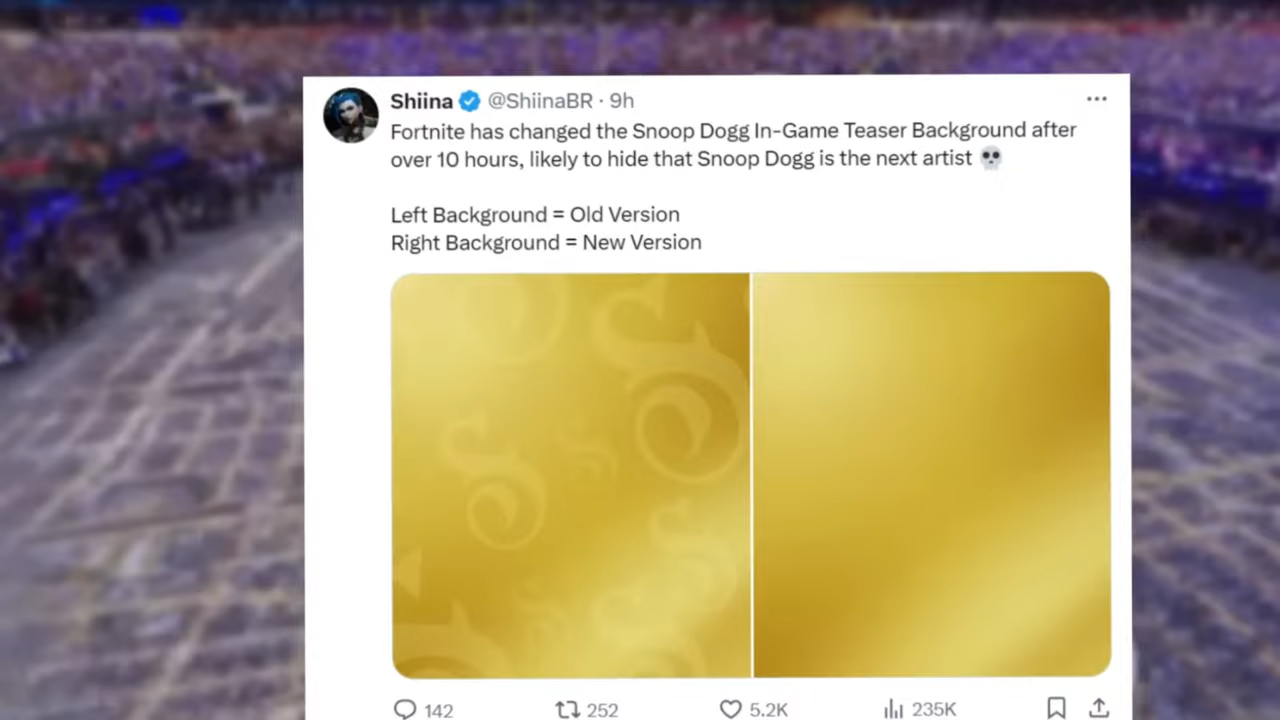 Shiina @ShiinaBR · 9h
Fortnite has changed the Snoop Dogg In-Game Teaser Background after
over 10 hours, likely to hide that Snoop Dogg is the next artist 💀
Left Background = Old Version
Right Background = New Version
142 252 5.2K 235K